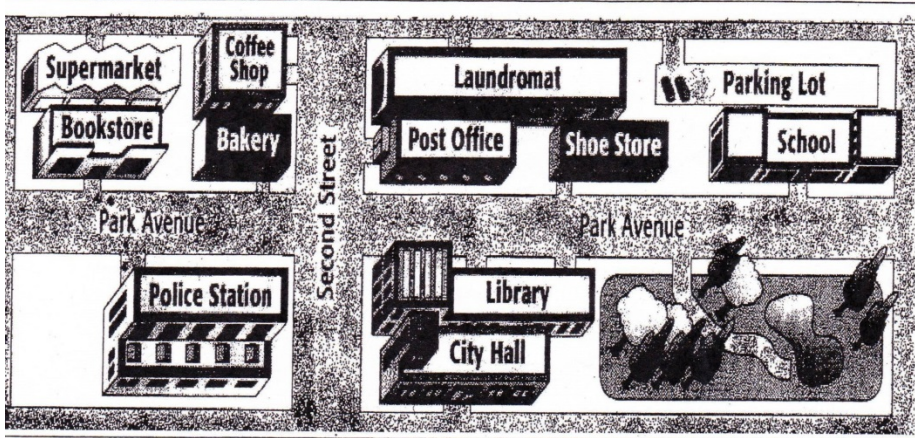 Supermarket
Coffee
Shop
Laundromat
Parking Lot
Bookstore
Bakery
Post Office
Shoe Store
School
Second Street
Park Avenue
Park Avenue
Police Station
Library
City Hall